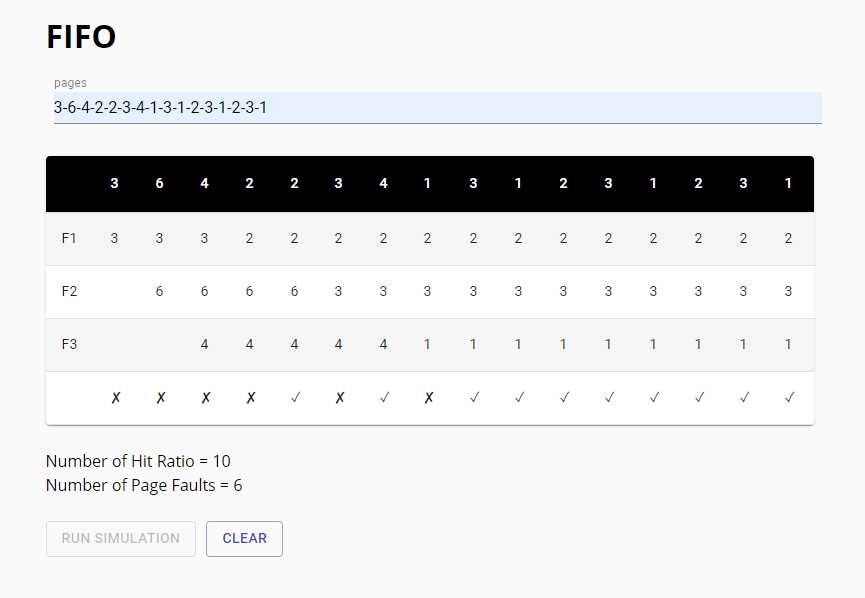 FIFO
pages
3-6-4-2-2-3-4-1-3-1-2-3-1-2-3-1
3 6 4 2 2 3 4 1 3 1 2 3 1 2 3 1
F1 3 3 3 2 2 2 2 2 2 2 2 2 2 2 2 2
F2 6 6 6 6 3 3 3 3 3 3 3 3 3 3 3
F3 4 4 4 4 4 1 1 1 1 1 1 1 1 1
✗ ✗ ✗ ✗ ✓ ✗ ✓ ✗ ✓ ✓ ✓ ✓ ✓ ✓ ✓ ✓
Number of Hit Ratio = 10
Number of Page Faults = 6
RUN SIMULATION CLEAR